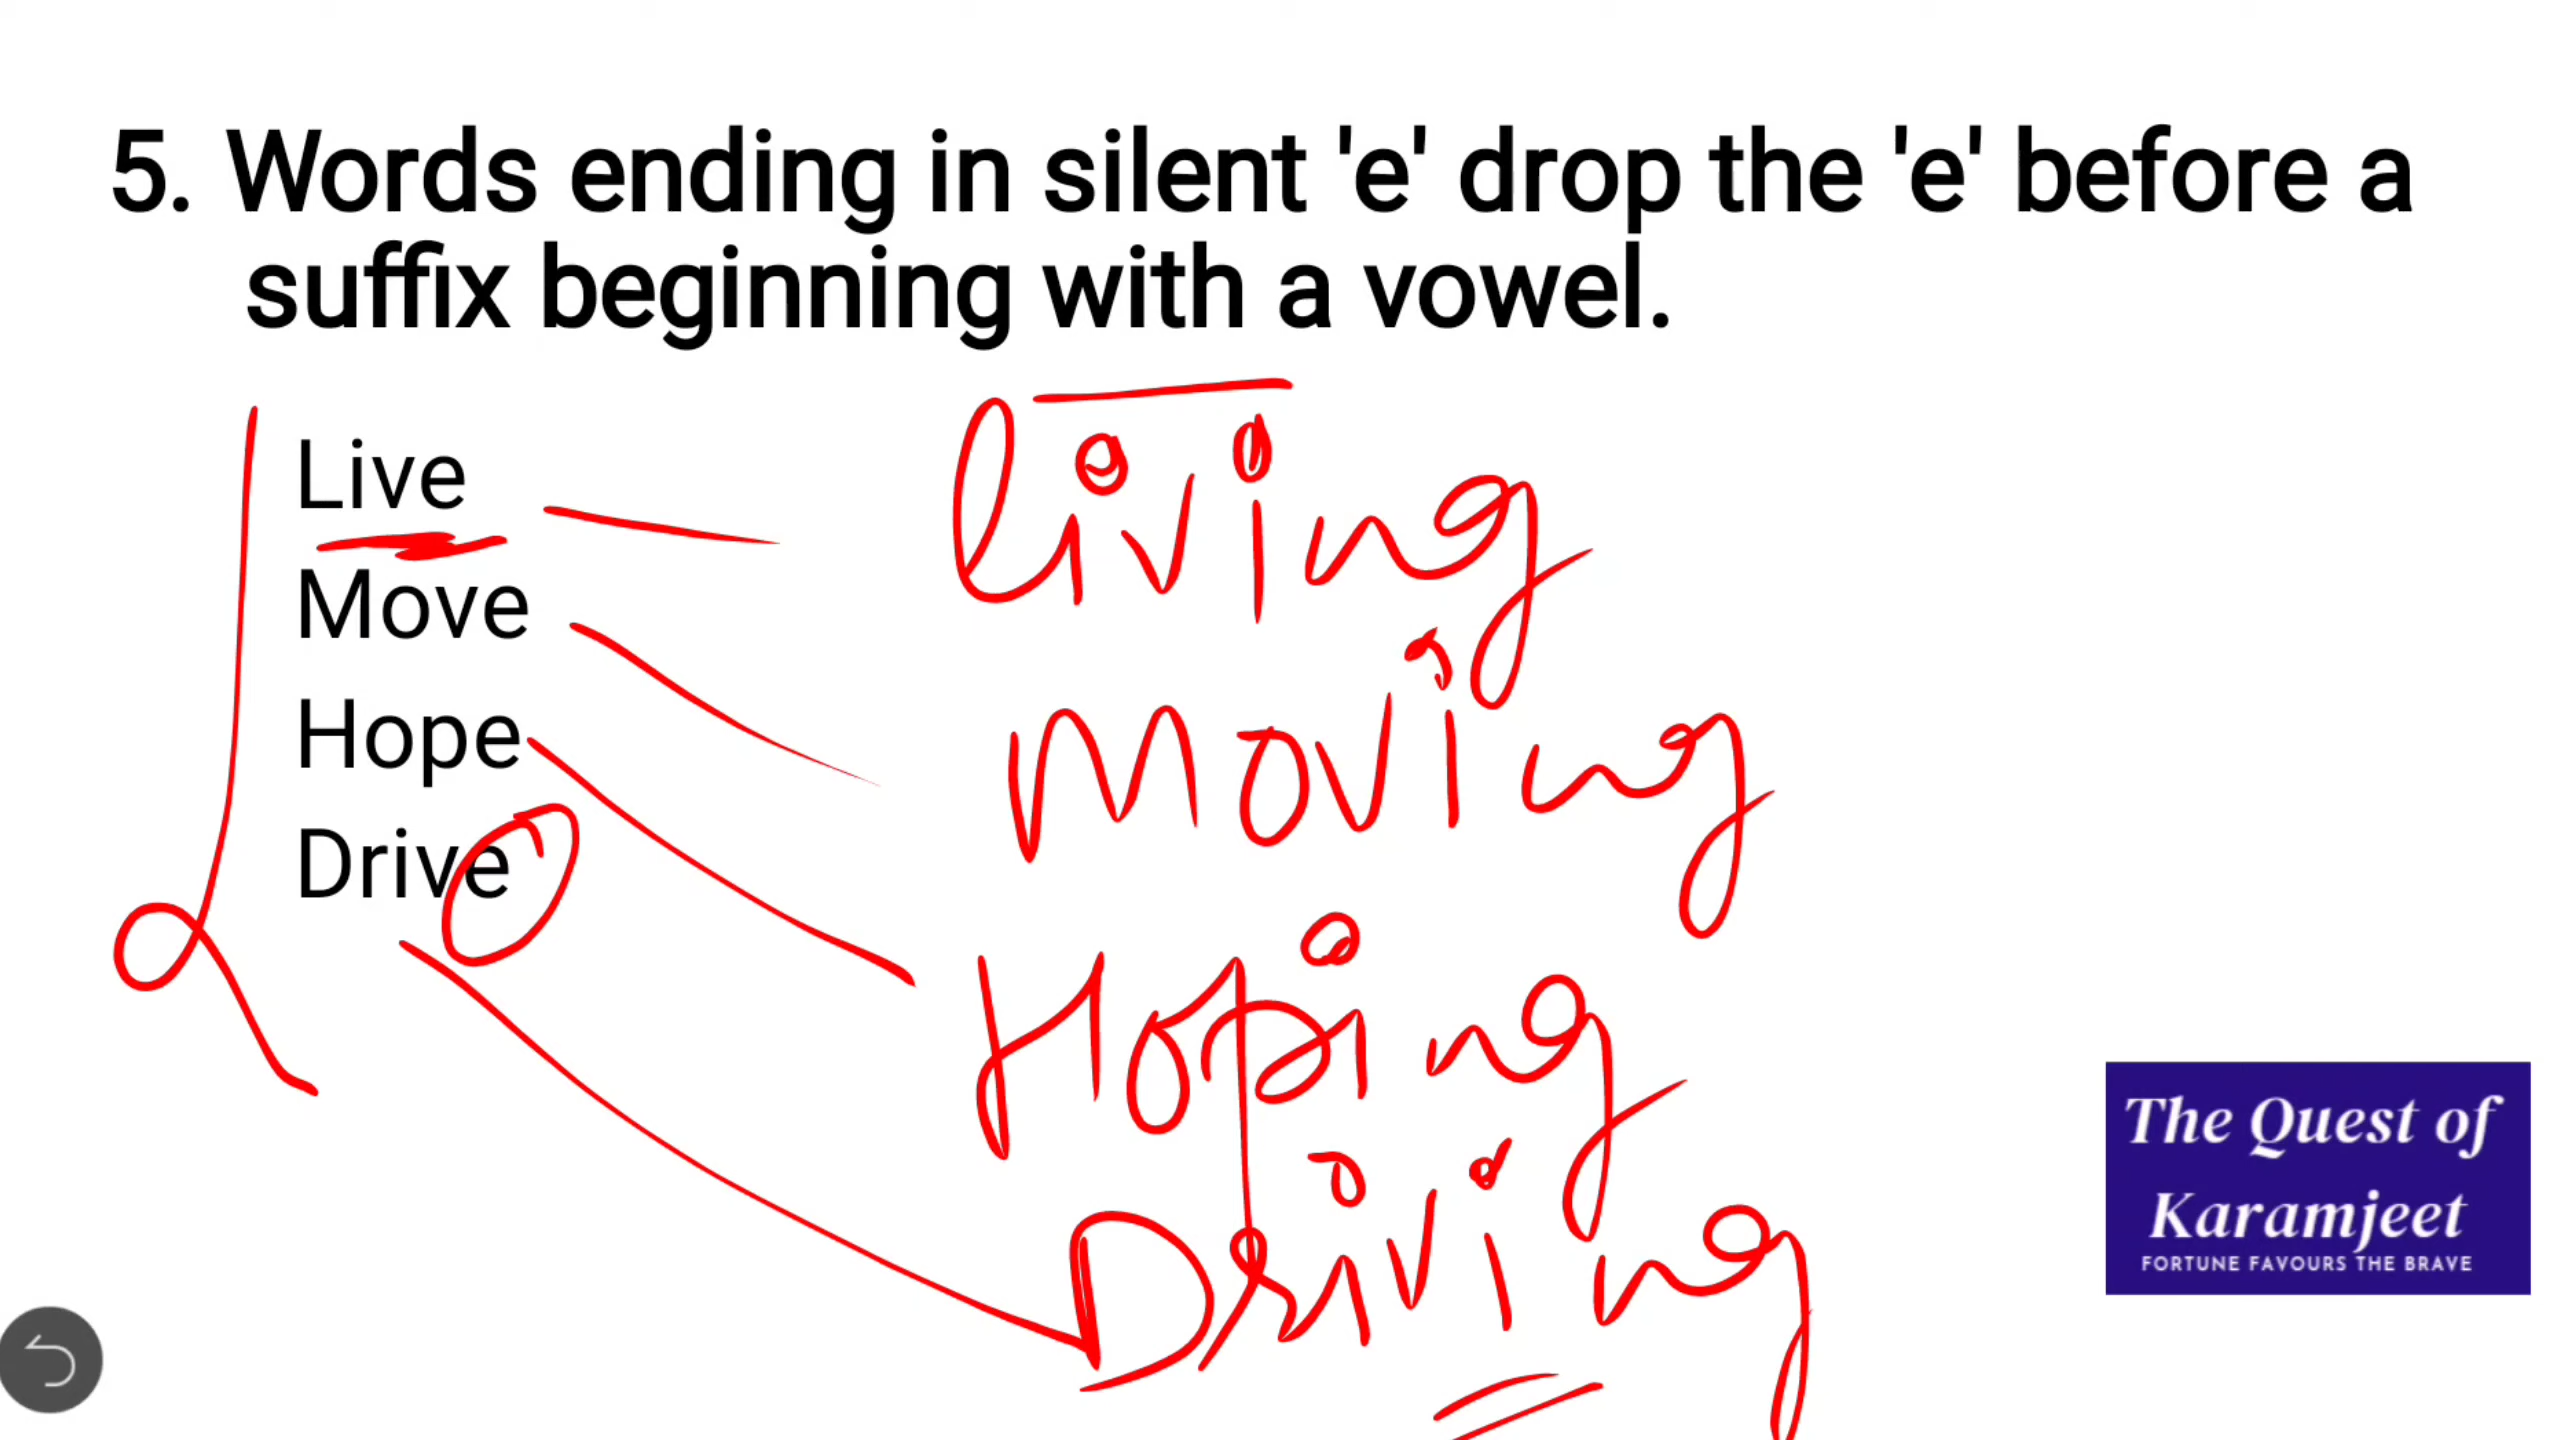 5. Words ending in silent 'e' drop the 'e' before a
suffix beginning with a vowel.
Live
living
Move
Moving
Hope
Hoping
Drive
Driving
The Quest of
Karamjeet
FORTUNE FAVOURS THE BRAVE